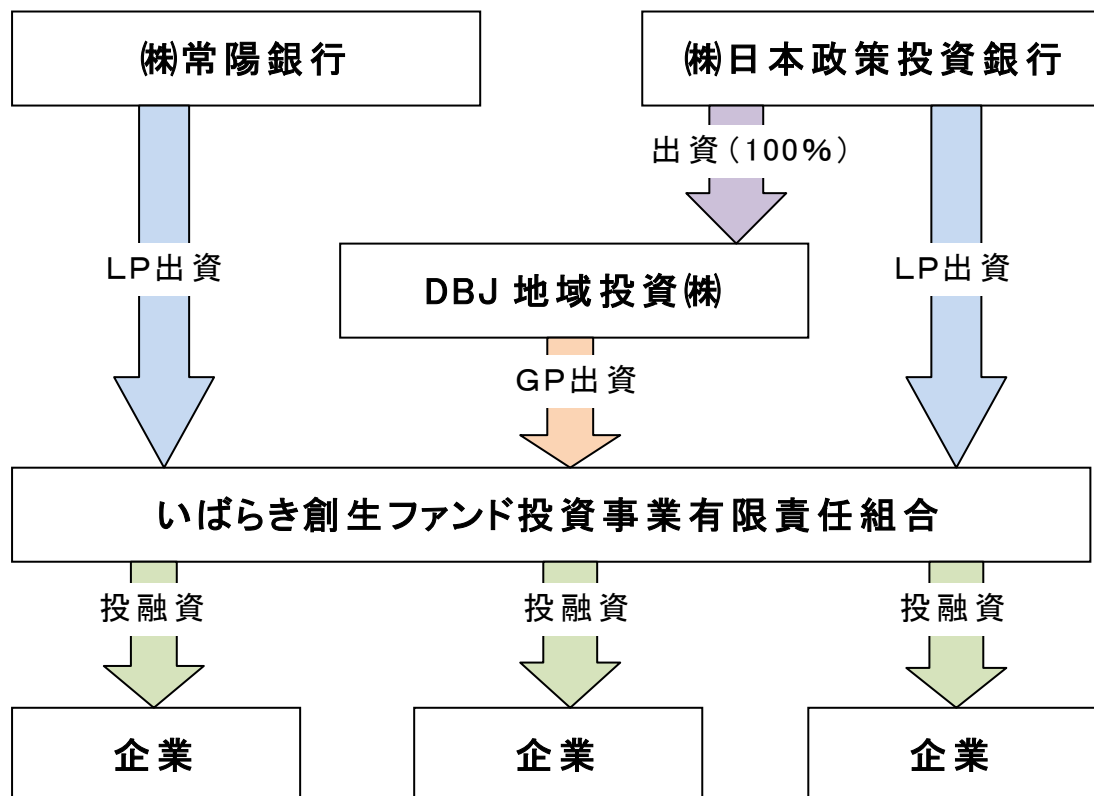 ㈱常陽銀行
㈱日本政策投資銀行
出資（100％）
LP出資
DBJ 地域投資㈱
LP出資
GP出資
いばらき創生ファンド投資事業有限責任組合
投融資
投融資
投融資
企業
企業
企業